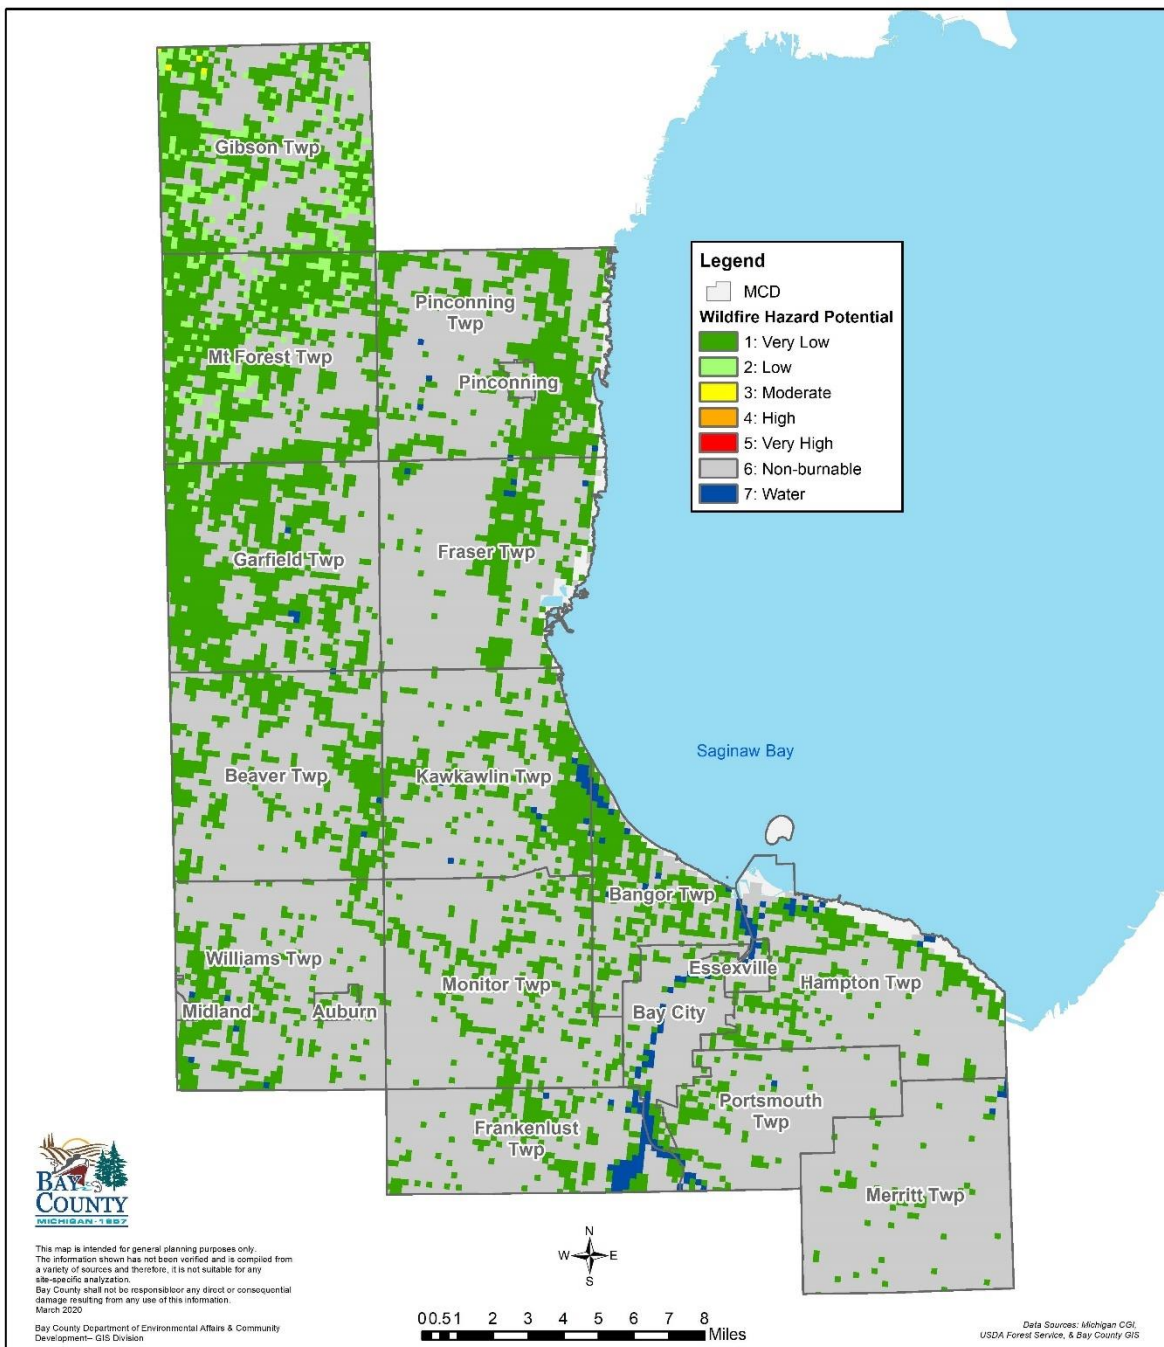 Gibson Twp
Pinconning
Twp
Mt Forest Twp
Pinconning
Garfield Twp
Fraser Twp
Beaver Twp
Kawkawlin Twp
Bangor Twp
Williams Twp
Essexville
Monitor Twp
Hampton Twp
Midland
Auburn
Bay City
Portsmouth
Twp
Frankenlust
Twp
Merritt Twp
Saginaw Bay
Legend
MCD
Wildfire Hazard Potential
1: Very Low
2: Low
3: Moderate
4: High
5: Very High
6: Non-burnable
7: Water
BAY
COUNTY
MICHIGAN-1857
This map is intended for general planning purposes only.
The information shown has not been verified and is compiled from
a variety of sources and therefore, it is not suitable for any
site-specific analyzation.
Bay County shall not be responsibleor any direct or consequential
damage resulting from any use of this information.
March 2020
Bay County Department of Environmental Affairs & Community
Development– GIS Division
N
W E
S
0 0.5 1 2 3 4 5 6 7 8
Miles
Data Sources: Michigan CGI,
USDA Forest Service, & Bay County GIS